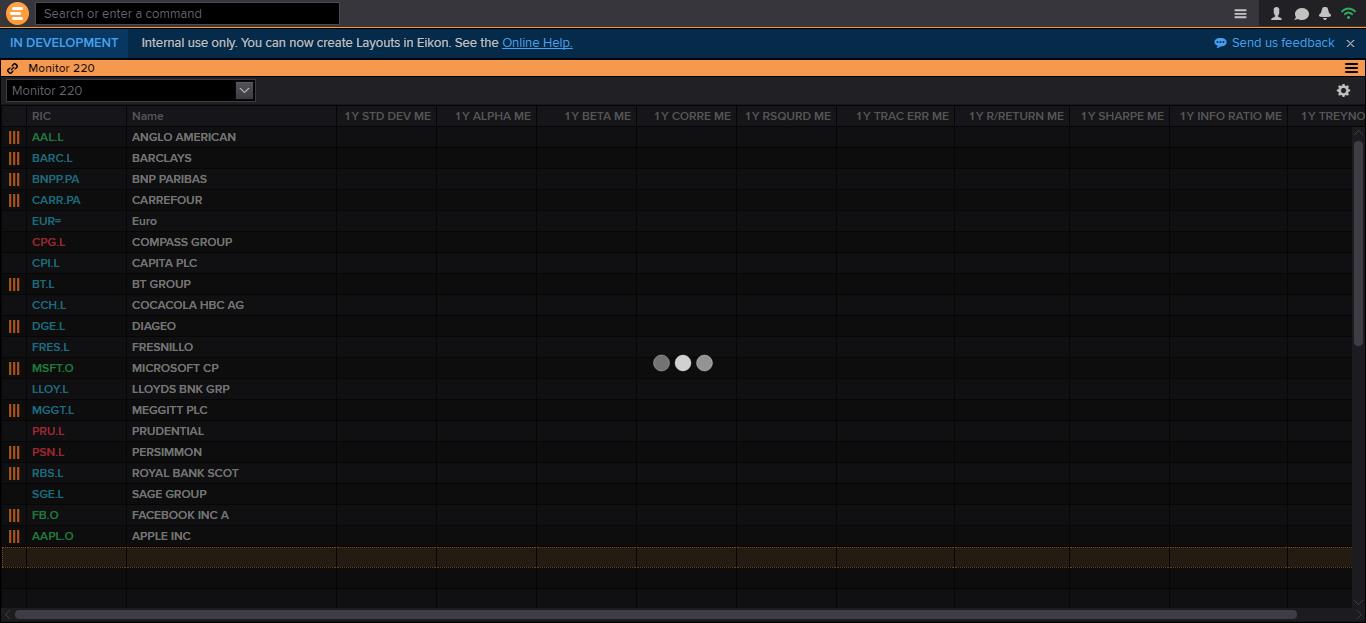 Search or enter a command
IN DEVELOPMENT Internal use only. You can now create Layouts in Eikon. See the Online Help. Send us feedback
Monitor 220
Monitor 220
RIC Name 1Y STD DEV ME 1Y ALPHA ME 1Y BETA ME 1Y CORRE ME 1Y RSQURD ME 1Y TRAC ERR ME 1Y R/RETURN ME 1Y SHARPE ME 1Y INFO RATIO ME 1Y TREYNO
AAL.L ANGLO AMERICAN
BARC.L BARCLAYS
BNPP.PA BNP PARIBAS
CARR.PA CARREFOUR
EUR= Euro
CPG.L COMPASS GROUP
CPI.L CAPITA PLC
BT.L BT GROUP
CCH.L COCACOLA HBC AG
DGE.L DIAGEO
FRES.L FRESNILLO
MSFT.O MICROSOFT CP
LLOY.L LLOYDS BNK GRP
MGGT.L MEGGITT PLC
PRU.L PRUDENTIAL
PSN.L PERSIMMON
RBS.L ROYAL BANK SCOT
SGE.L SAGE GROUP
FB.O FACEBOOK INC A
AAPL.O APPLE INC